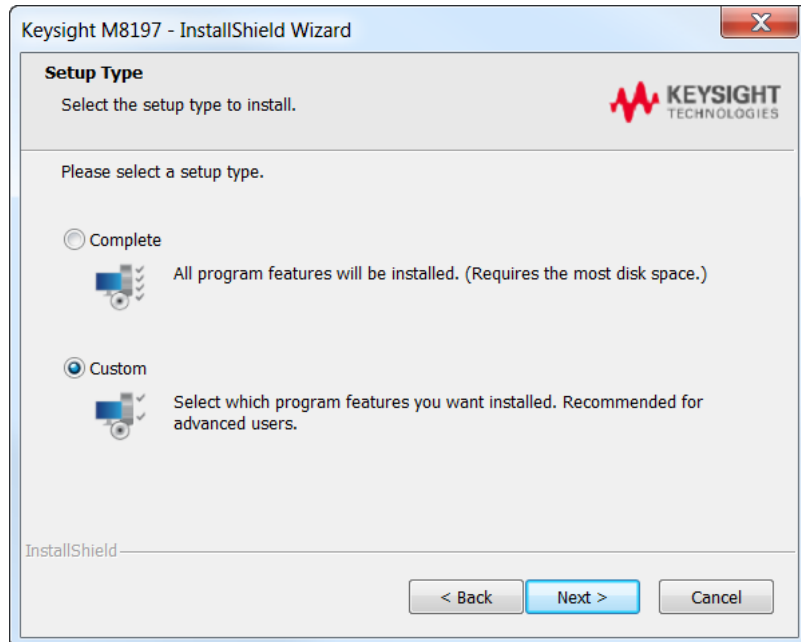 Keysight M8197 - InstallShield Wizard
X
Setup Type
Select the setup type to install.
KEYSIGHT
TECHNOLOGIES
Please select a setup type.
Complete
All program features will be installed. (Requires the most disk space.)
Custom
Select which program features you want installed. Recommended for
advanced users.
InstallShield
< Back
Next >
Cancel